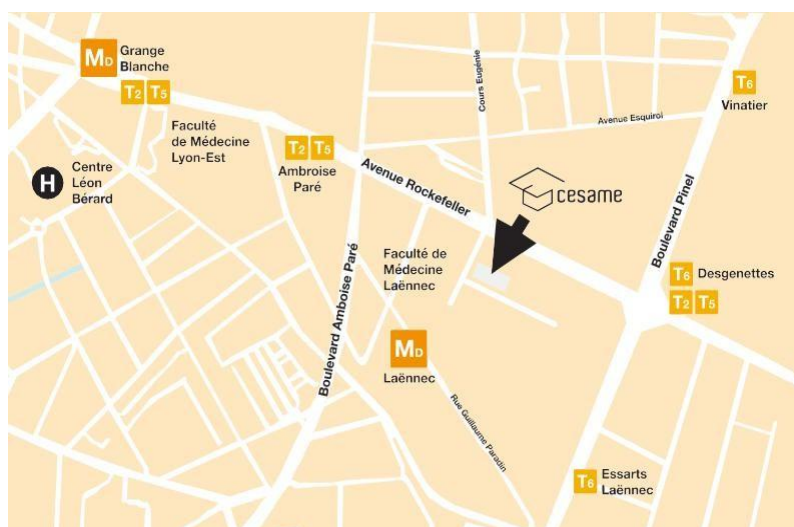 MD
Grange
Blanche
T2 T5
Faculté
de Médecine
Lyon-Est
H
Centre
Léon
Bérard
T2 T5
Ambroise
Paré
Avenue Rockefeller
Cours Eugénie
Avenue Esquirol
T6
Vinatier
cesame
Boulevard Pinel
T6 Desgenettes
T2 T5
Faculté de
Médecine
Laënnec
Boulevard Amboise Paré
MD
Laënnec
Rue Guillaume Paradin
T6
Essarts
Laënnec